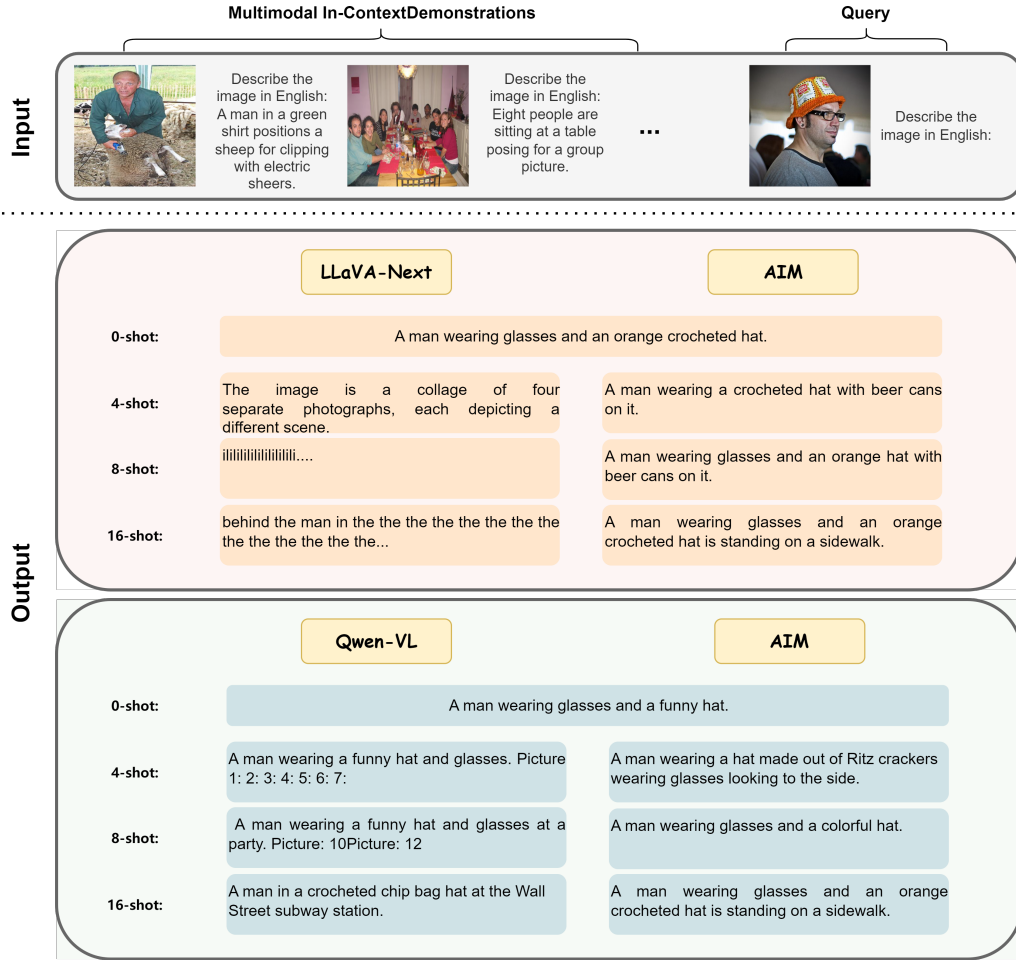 Multimodal In-ContextDemonstrations
Query
Input
Describe the
image in English:
A man in a green
shirt positions a
sheep for clipping
with electric
sheers.
Describe the
image in English:
Eight people are
sitting at a table
posing for a group
picture.
...
Describe the
image in English:
Output
LLaVA-Next
AIM
0-shot:
A man wearing glasses and an orange crocheted hat.
4-shot:
The image is a collage of four
separate photographs, each depicting a
different scene.
A man wearing a crocheted hat with beer cans
on it.
8-shot:
ilililililililililili....
A man wearing glasses and an orange hat with
beer cans on it.
16-shot:
behind the man in the the the the the the the the the
the the the the the the...
A man wearing glasses and an orange
crocheted hat is standing on a sidewalk.
Qwen-VL
AIM
0-shot:
A man wearing glasses and a funny hat.
4-shot:
A man wearing a funny hat and glasses. Picture
1: 2: 3: 4: 5: 6: 7:
A man wearing a hat made out of Ritz crackers
wearing glasses looking to the side.
8-shot:
A man wearing a funny hat and glasses at a
party. Picture: 10Picture: 12
A man wearing glasses and a colorful hat.
16-shot:
A man in a crocheted chip bag hat at the Wall
Street subway station.
A man wearing glasses and an orange
crocheted hat is standing on a sidewalk.